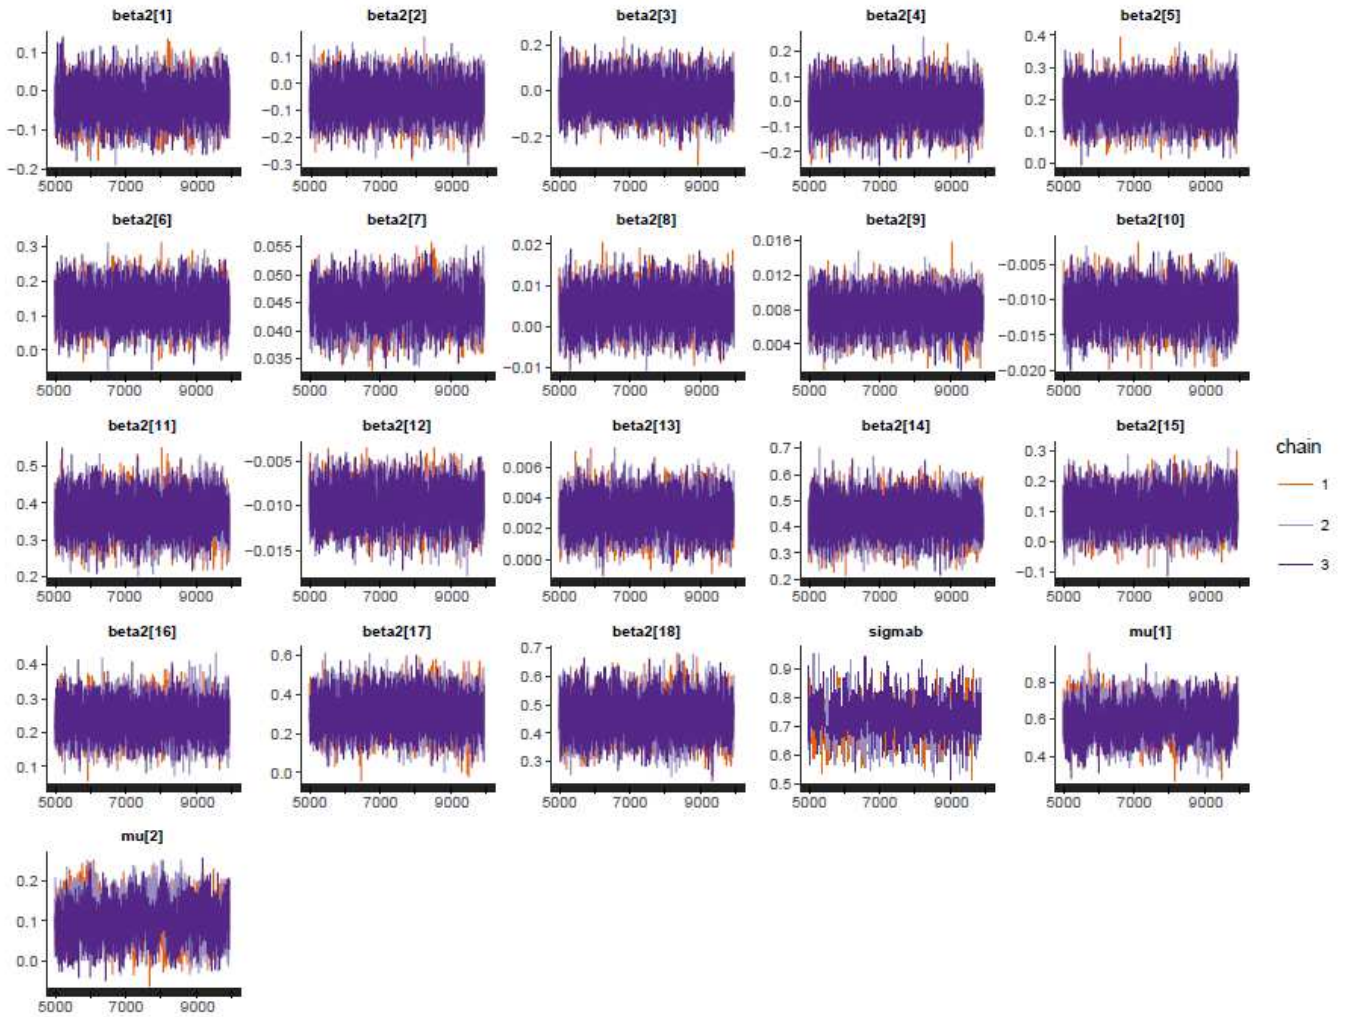 beta2[1] beta2[2] beta2[3] beta2[4] beta2[5]
0.1 0.0 −0.1 −0.2
0.1 0.0 −0.1 −0.2 −0.3
0.2 0.0 −0.2
0.2 0.1 0.0 −0.1 −0.2
0.4 0.3 0.2 0.1 0.0
5000 7000 9000 5000 7000 9000 5000 7000 9000 5000 7000 9000 5000 7000 9000
beta2[6] beta2[7] beta2[8] beta2[9] beta2[10]
0.3 0.2 0.1 0.0
0.055 0.050 0.045 0.040 0.035
0.02 0.01 0.00 −0.01
0.016 0.012 0.008 0.004
−0.005 −0.010 −0.015 −0.020
5000 7000 9000 5000 7000 9000 5000 7000 9000 5000 7000 9000 5000 7000 9000
beta2[11] beta2[12] beta2[13] beta2[14] beta2[15]
0.5 0.4 0.3 0.2
−0.005 −0.010 −0.015
0.006 0.004 0.002 0.000
0.7 0.6 0.5 0.4 0.3 0.2
0.3 0.2 0.1 0.0 −0.1
5000 7000 9000 5000 7000 9000 5000 7000 9000 5000 7000 9000 5000 7000 9000
chain
1
2
3
beta2[16] beta2[17] beta2[18] sigmab mu[1]
0.4 0.3 0.2 0.1
0.6 0.4 0.2 0.0
0.7 0.6 0.5 0.4 0.3
0.9 0.8 0.7 0.6 0.5
0.8 0.6 0.4
5000 7000 9000 5000 7000 9000 5000 7000 9000 5000 7000 9000 5000 7000 9000
mu[2]
0.2 0.1 0.0
5000 7000 9000